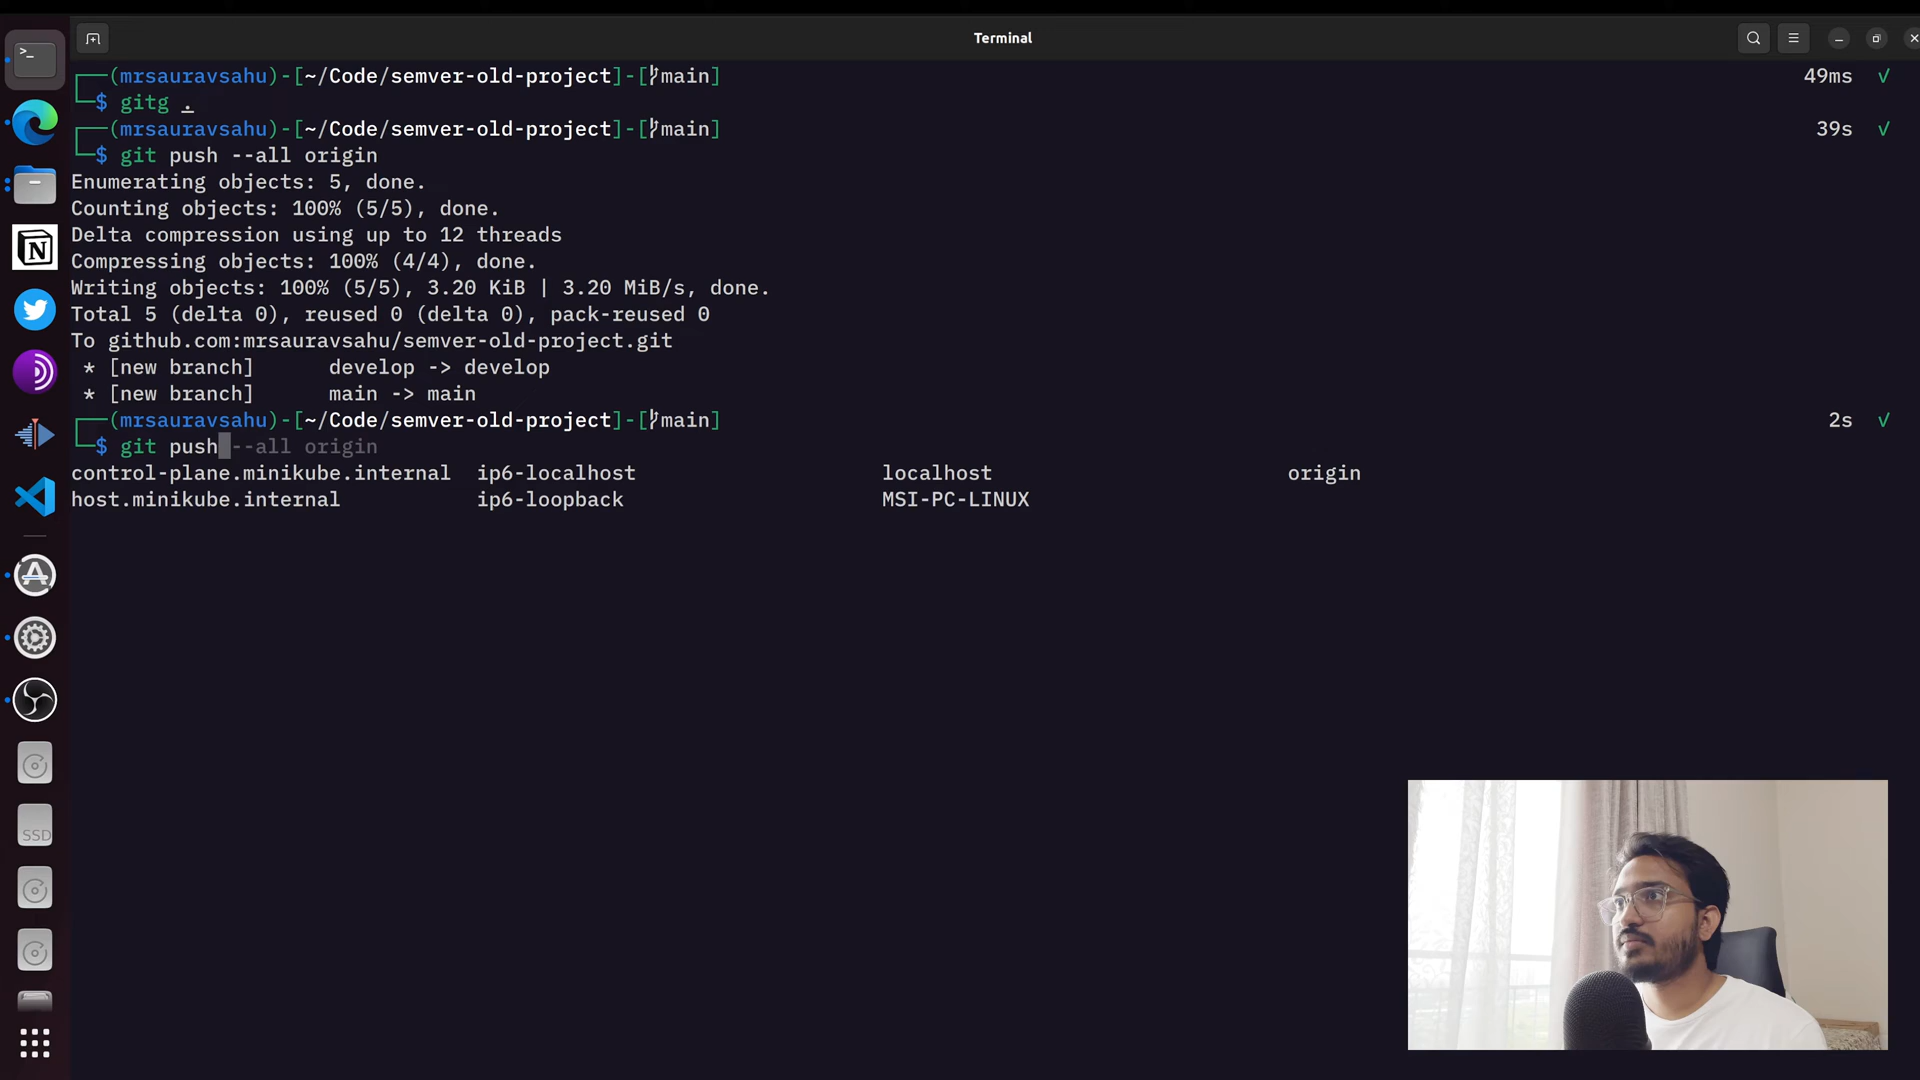 Terminal
(mrsauravsahu)-[~/Code/semver-old-project]-[main] 49ms √
$ gitg .
(mrsauravsahu)-[~/Code/semver-old-project]-[main] 39s √
$ git push --all origin
Enumerating objects: 5, done.
Counting objects: 100% (5/5), done.
Delta compression using up to 12 threads
Compressing objects: 100% (4/4), done.
Writing objects: 100% (5/5), 3.20 KiB | 3.20 MiB/s, done.
Total 5 (delta 0), reused 0 (delta 0), pack-reused 0
To github.com:mrsauravsahu/semver-old-project.git
* [new branch] develop -> develop
* [new branch] main -> main
(mrsauravsahu)-[~/Code/semver-old-project]-[main] 2s √
$ git push --all origin
control-plane.minikube.internal ip6-localhost localhost origin
host.minikube.internal ip6-loopback MSI-PC-LINUX
SSD